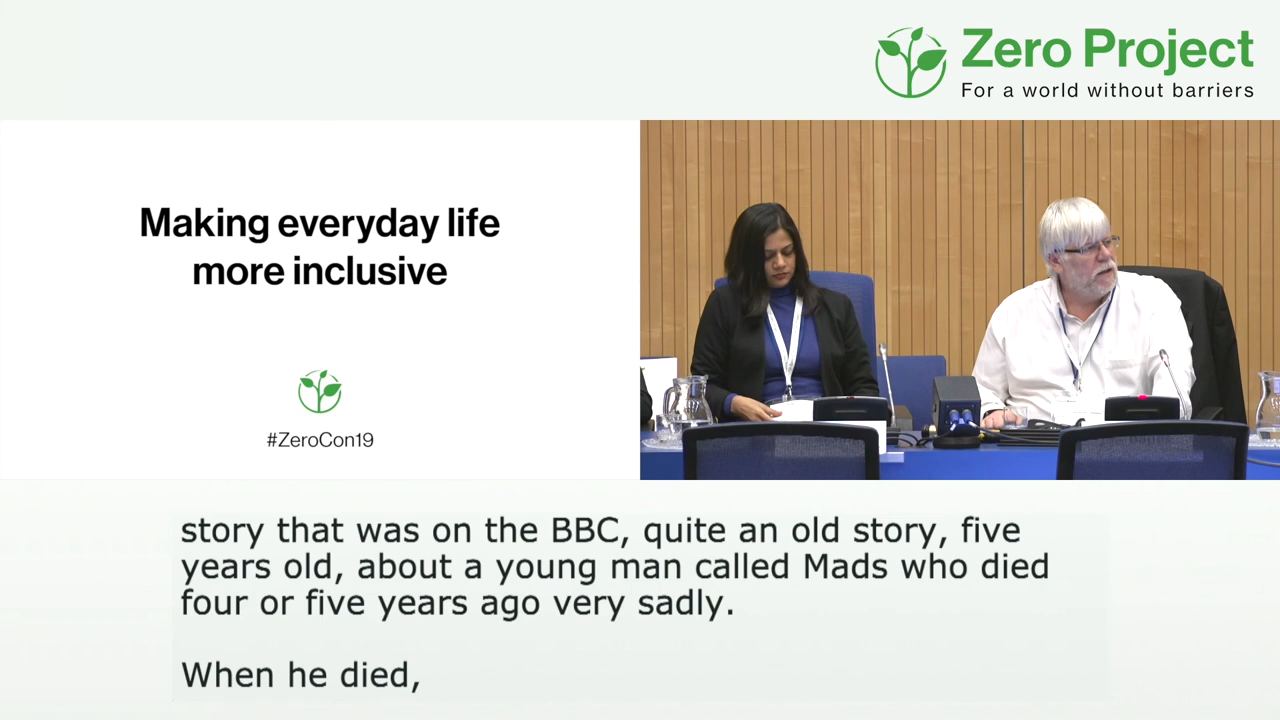 Zero Project
For a world without barriers
Making everyday life
more inclusive
#ZeroCon19
story that was on the BBC, quite an old story, five
years old, about a young man called Mads who died
four or five years ago very sadly.
When he died,